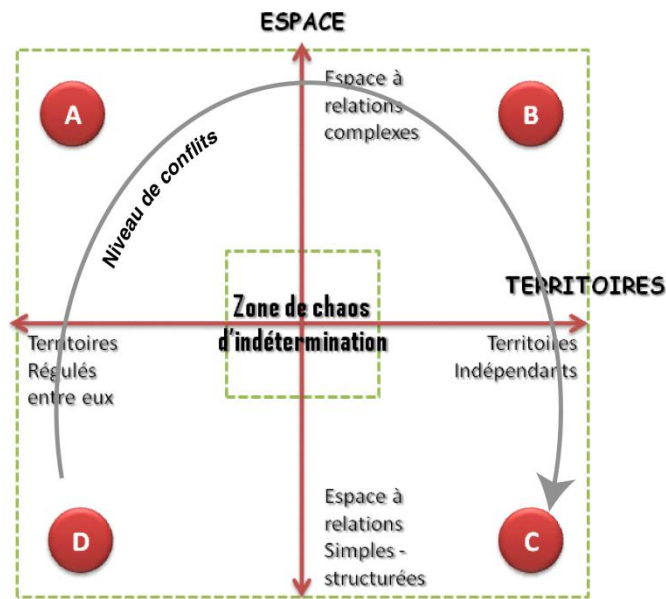 ESPACE
A
Espace à
relations
complexes
B
Niveau de conflits
TERRITOIRES
Zone de chaos
d'indétermination
Territoires
Régulés
entre eux
Territoires
Indépendants
D
Espace à
relations
Simples -
structurées
C